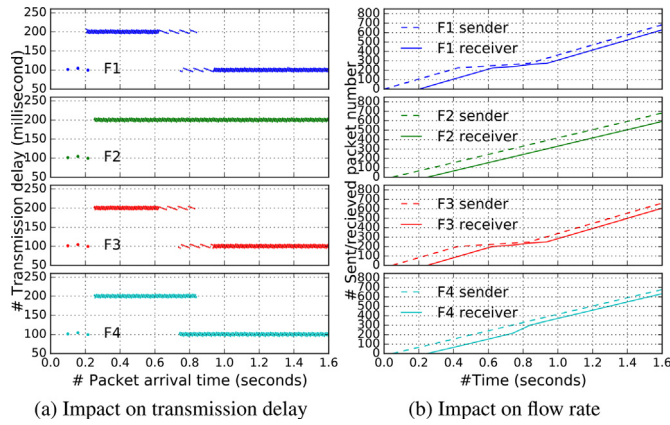 250
200
150
100
50
F1
250
200
150
100
50
F2
250
200
150
100
50
F3
250
200
150
100
50
F4
0.0 0.2 0.4 0.6 0.8 1.0 1.2 1.4 1.6
# Transmission delay (millisecond)
# Packet arrival time (seconds)
(a) Impact on transmission delay
800
700
600
500
400
300
200
100
0
F1 sender
F1 receiver
800
700
600
500
400
300
200
100
0
F2 sender
F2 receiver
800
700
600
500
400
300
200
100
0
F3 sender
F3 receiver
800
700
600
500
400
300
200
100
0
F4 sender
F4 receiver
0.0 0.2 0.4 0.6 0.8 1.0 1.2 1.4 1.6
# Sent/recieved packet number
#Time (seconds)
(b) Impact on flow rate